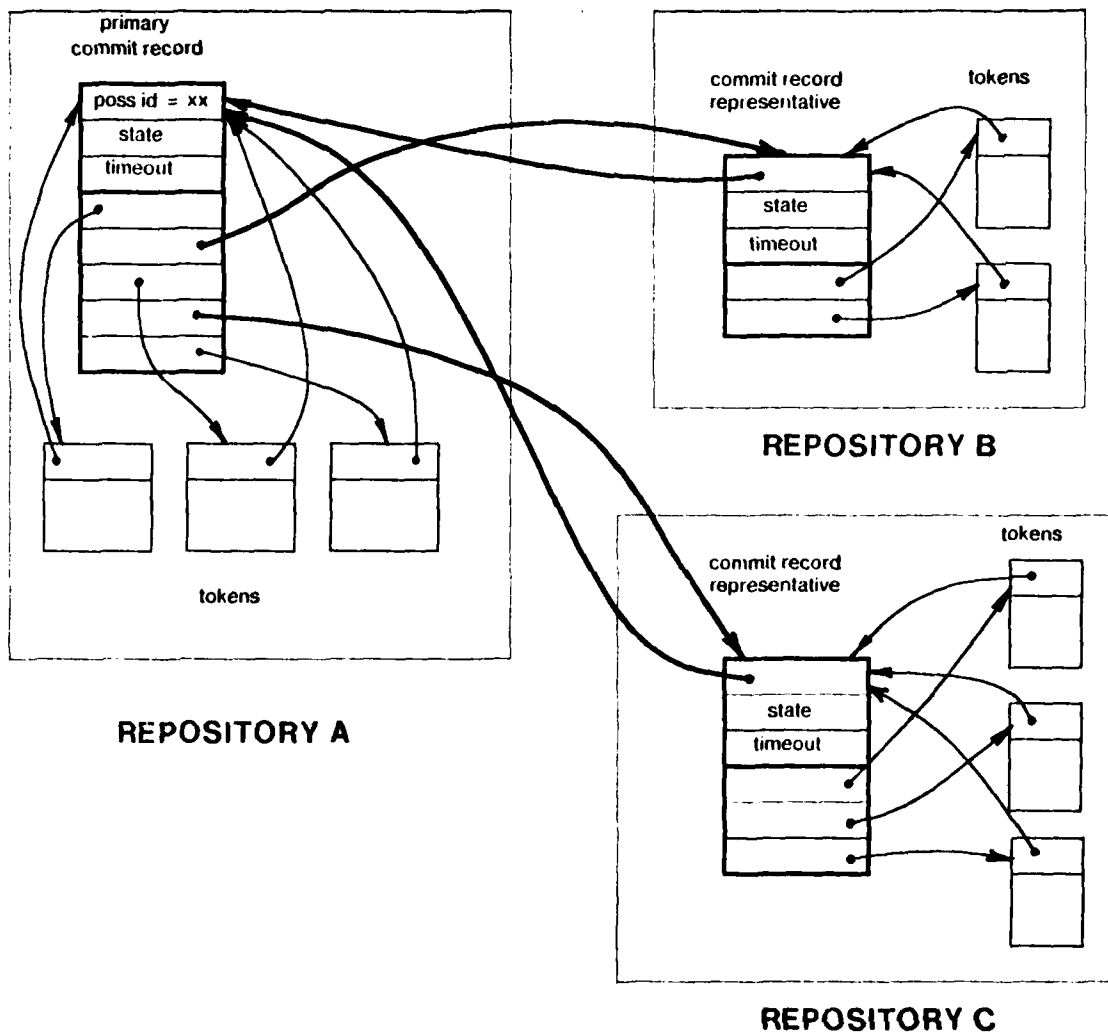 primary
commit record
poss id = xx
state
timeout
tokens
REPOSITORY A
commit record
representative
tokens
state
timeout
REPOSITORY B
commit record
representative
tokens
state
timeout
REPOSITORY C